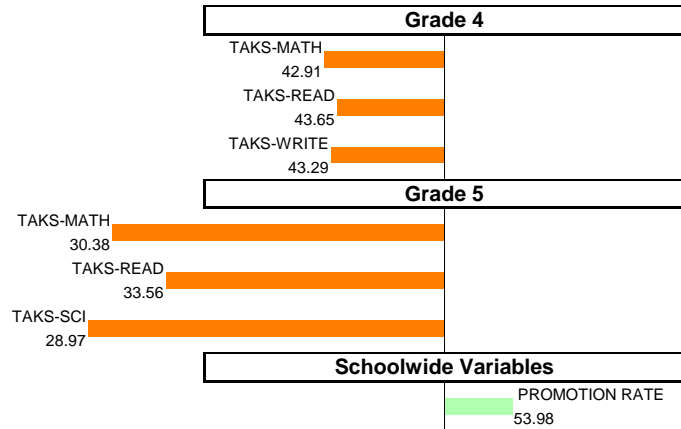 Grade 4
TAKS-MATH
42.91
TAKS-READ
43.65
TAKS-WRITE
43.29
Grade 5
TAKS-MATH
30.38
TAKS-READ
33.56
TAKS-SCI
28.97
Schoolwide Variables
PROMOTION RATE
53.98